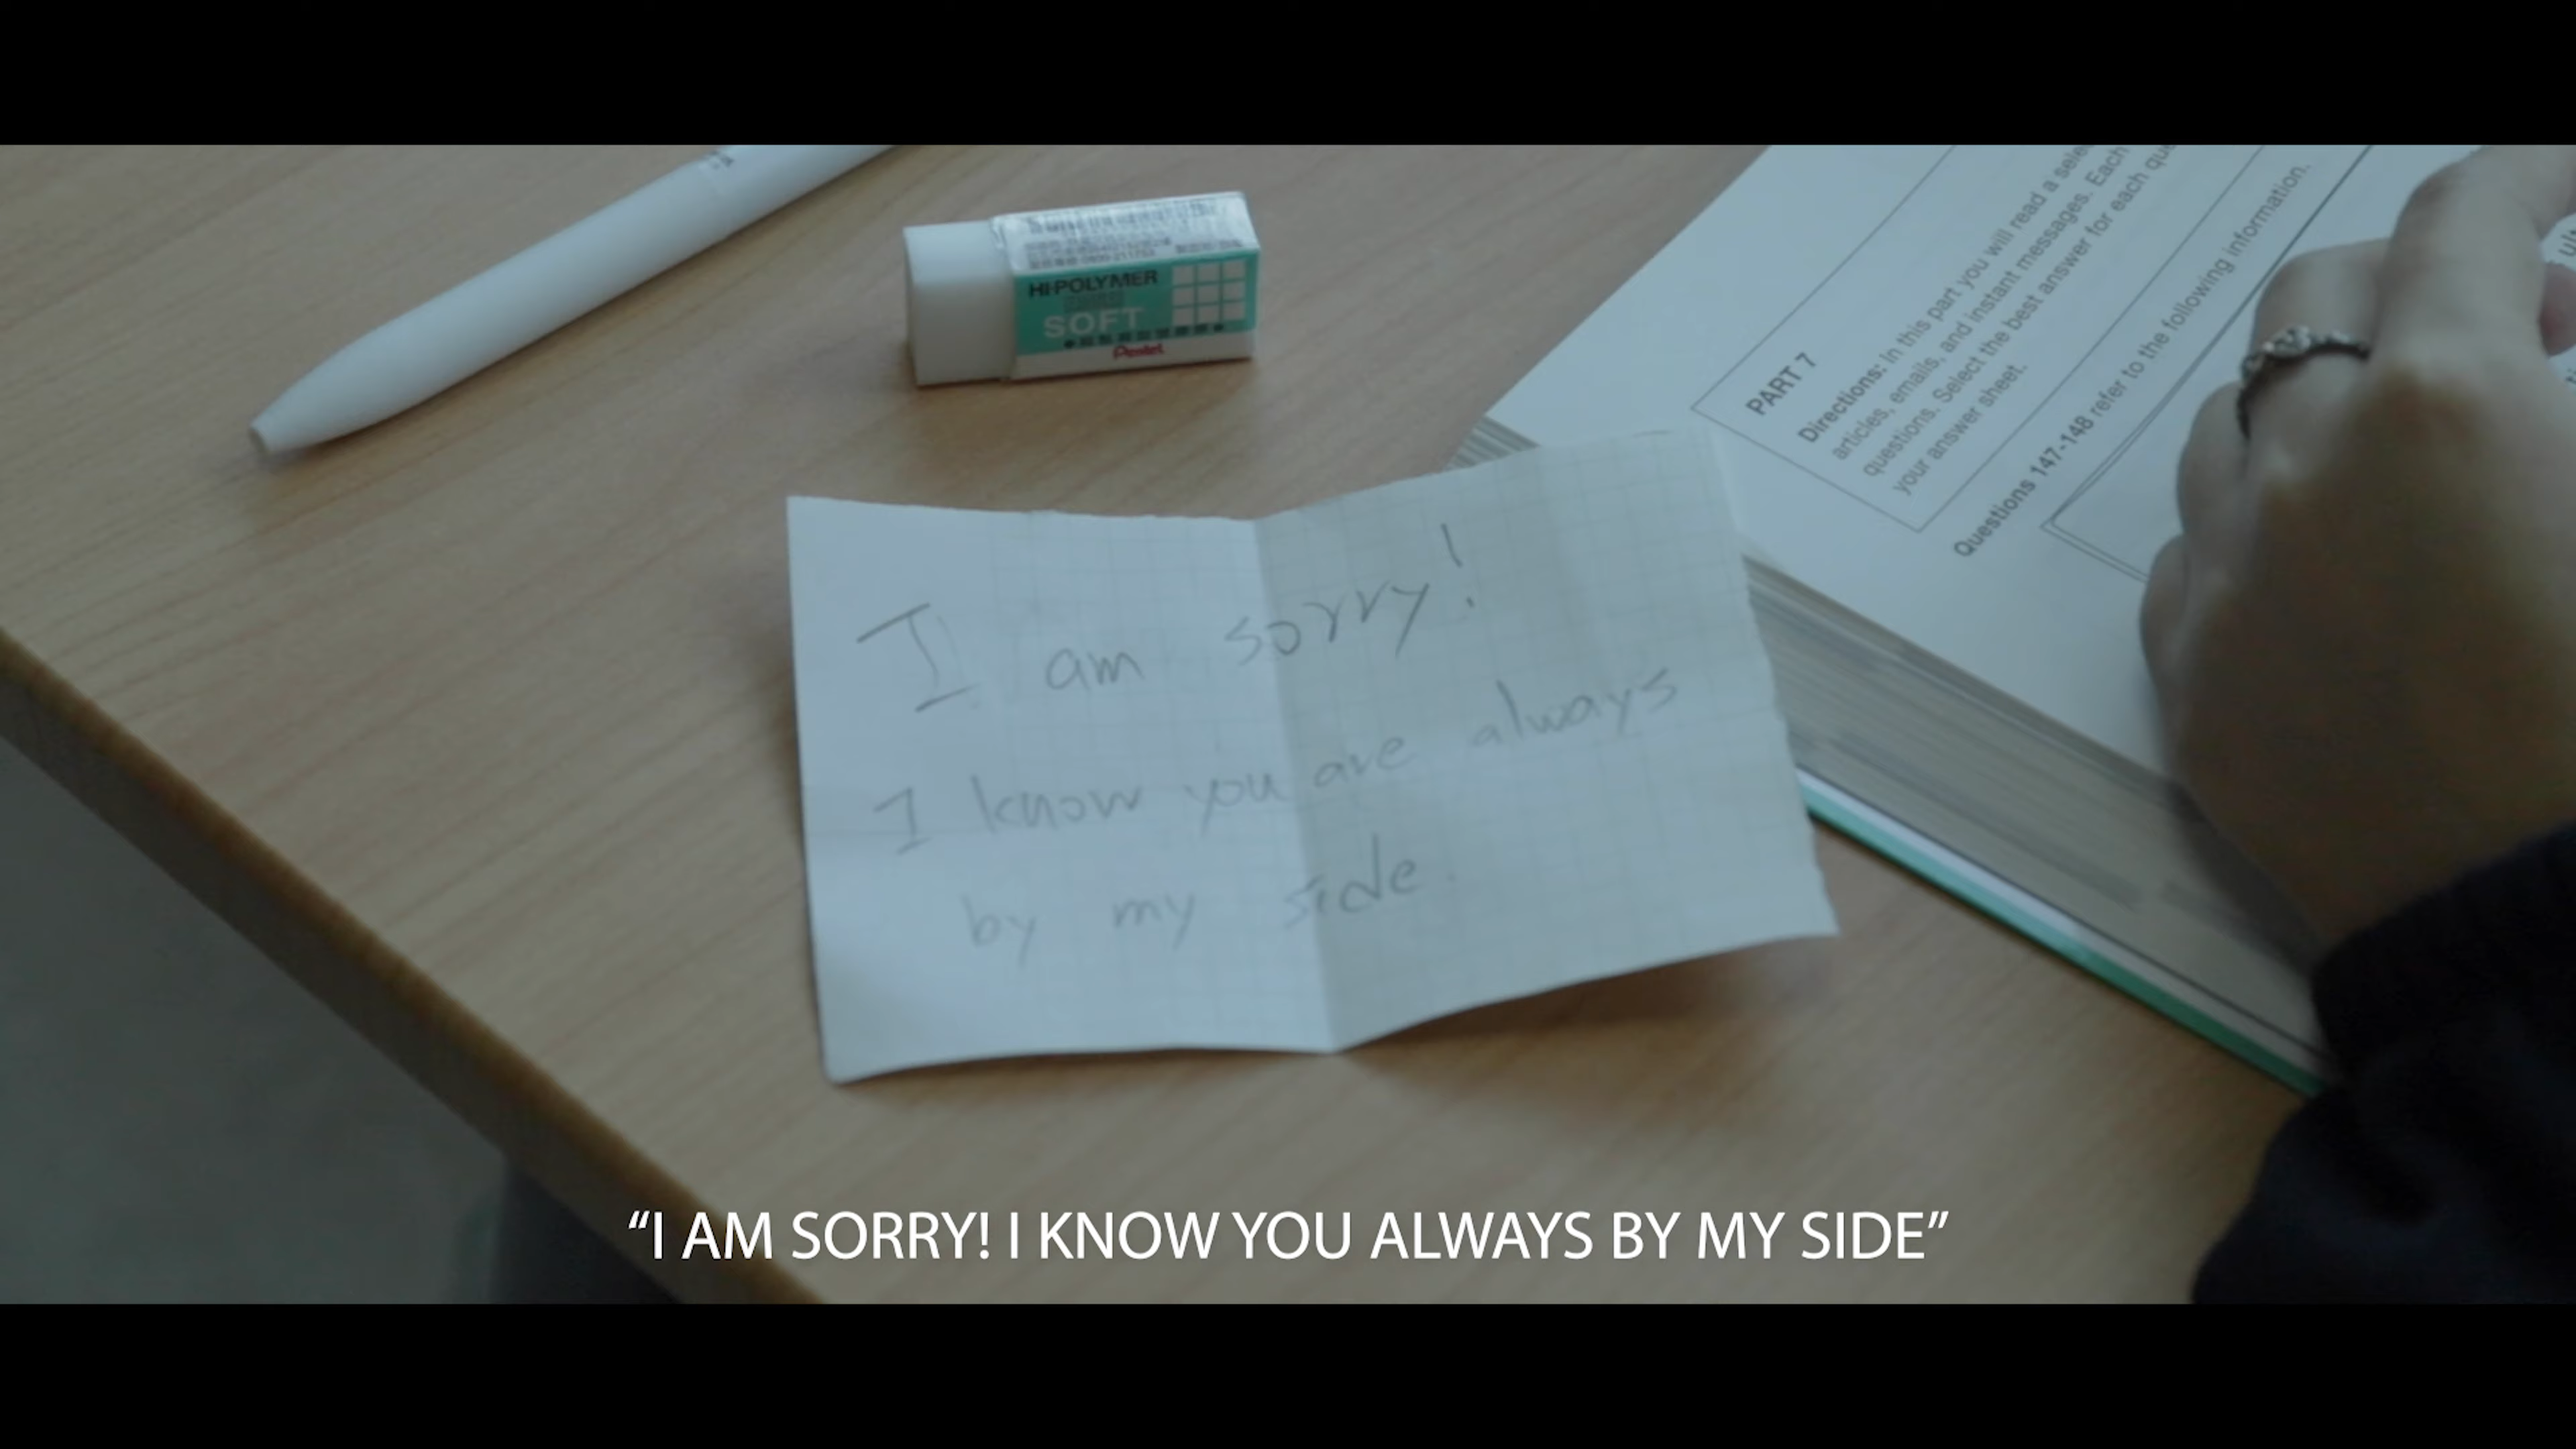 HI-POLYMER
SOFT
Pentel
PART 7
Directions: In this part you will read a
articles, emails, and instant messages. Each
questions. Select the best answer for each
your answer sheet.
Questions 147-148 refer to the following information.
I am sorry!
I know you are always
by my side.
“I AM SORRY! I KNOW YOU ALWAYS BY MY SIDE”